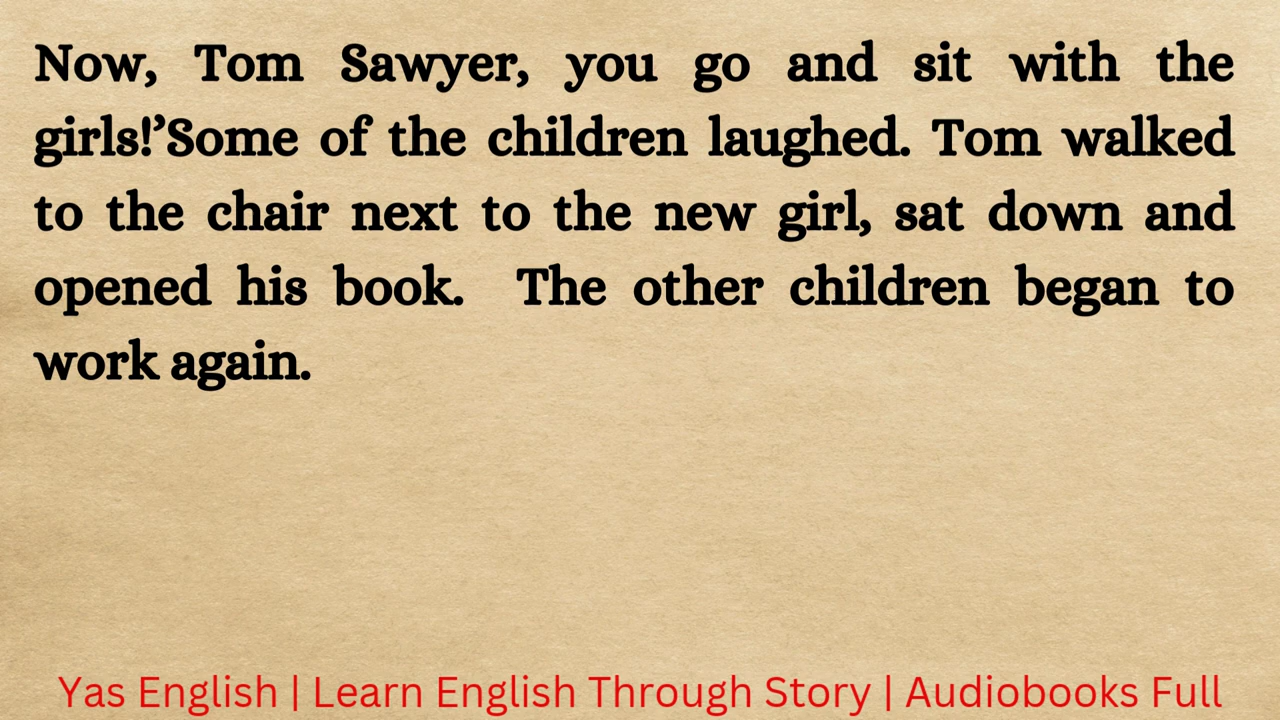 Now, Tom Sawyer, you go and sit with the
girls!’Some of the children laughed. Tom walked
to the chair next to the new girl, sat down and
opened his book.  The other children began to
work again.
Yas English | Learn English Through Story | Audiobooks Full